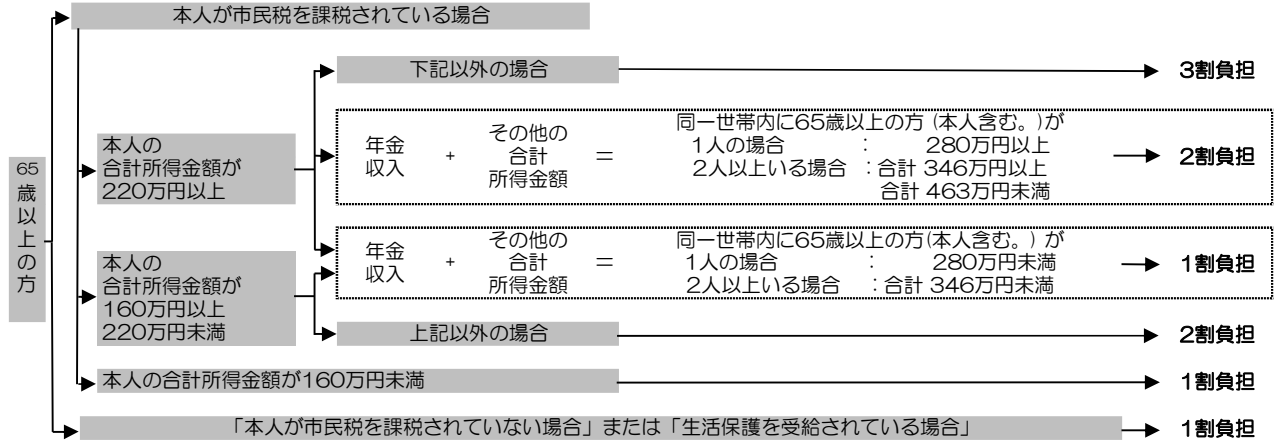 65歳以上の方
本人が市民税を課税されている場合
本人の
合計所得金額が
220万円以上
下記以外の場合
3割負担
年金
収入
+
その他の
合計
所得金額
=
同一世帯内に65歳以上の方 (本人含む。)が
1人の場合 : 280万円以上
2人以上いる場合 :合計 346万円以上
合計 463万円未満
2割負担
本人の
合計所得金額が
160万円以上
220万円未満
年金
収入
+
その他の
合計
所得金額
=
同一世帯内に65歳以上の方(本人含む。) が
1人の場合 : 280万円未満
2人以上いる場合 :合計 346万円未満
1割負担
上記以外の場合
2割負担
本人の合計所得金額が160万円未満
1割負担
「本人が市民税を課税されていない場合」または「生活保護を受給されている場合」
1割負担